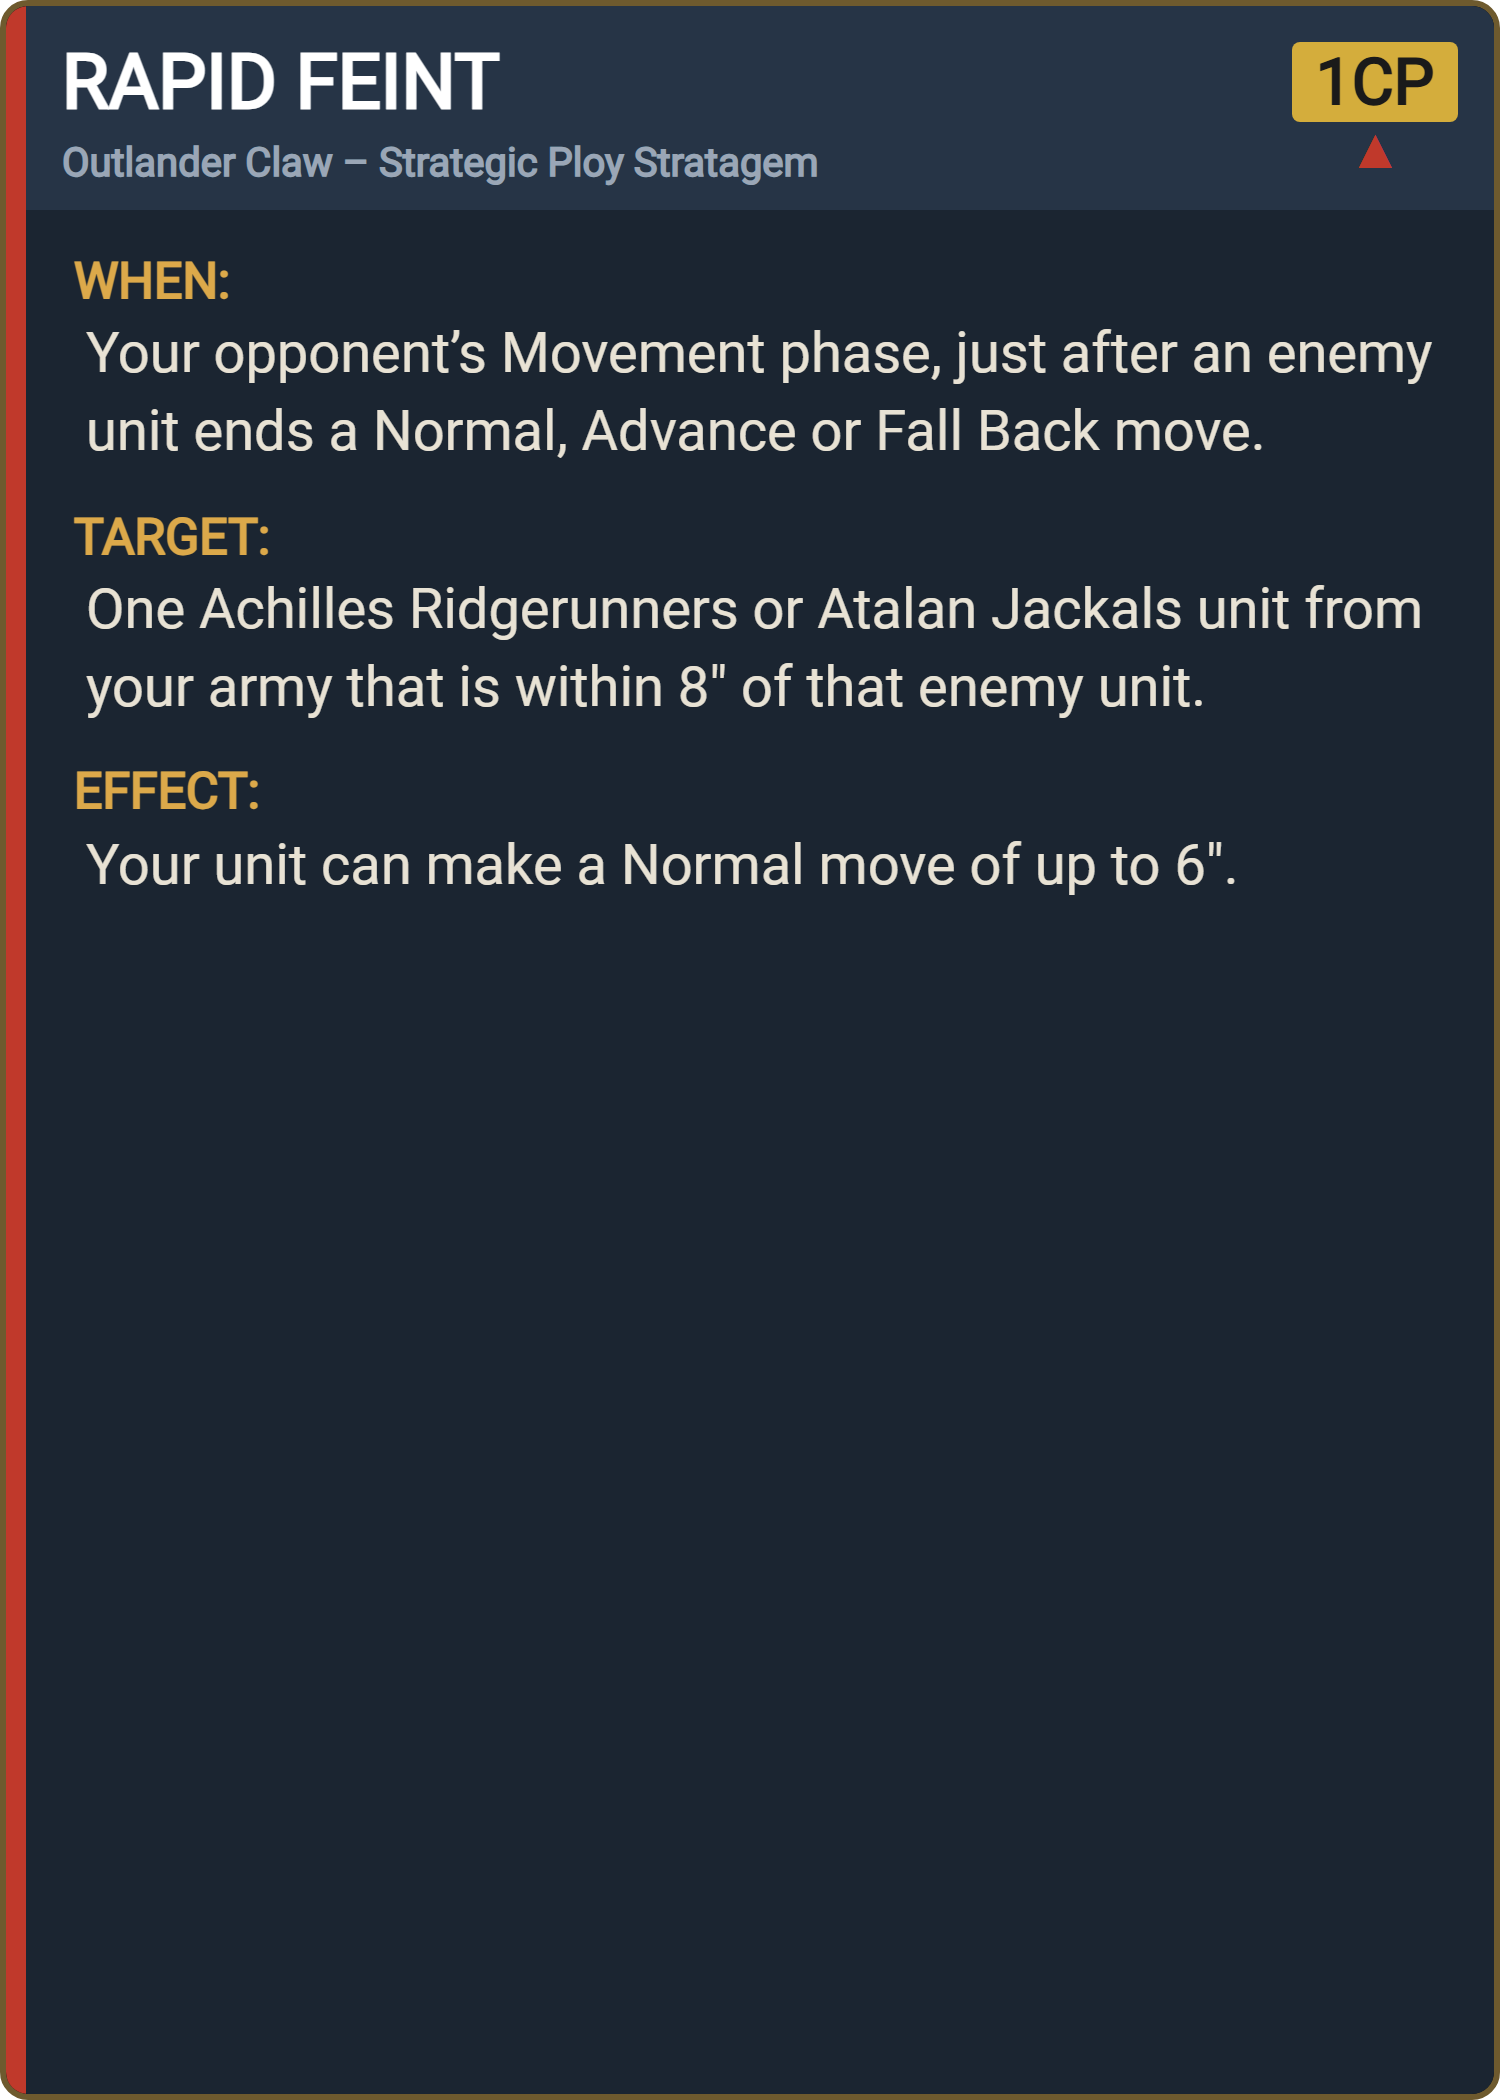 RAPID FEINT
1CP
Outlander Claw – Strategic Ploy Stratagem
WHEN:
Your opponent’s Movement phase, just after an enemy
unit ends a Normal, Advance or Fall Back move.
TARGET:
One Achilles Ridgerunners or Atalan Jackals unit from
your army that is within 8" of that enemy unit.
EFFECT:
Your unit can make a Normal move of up to 6".